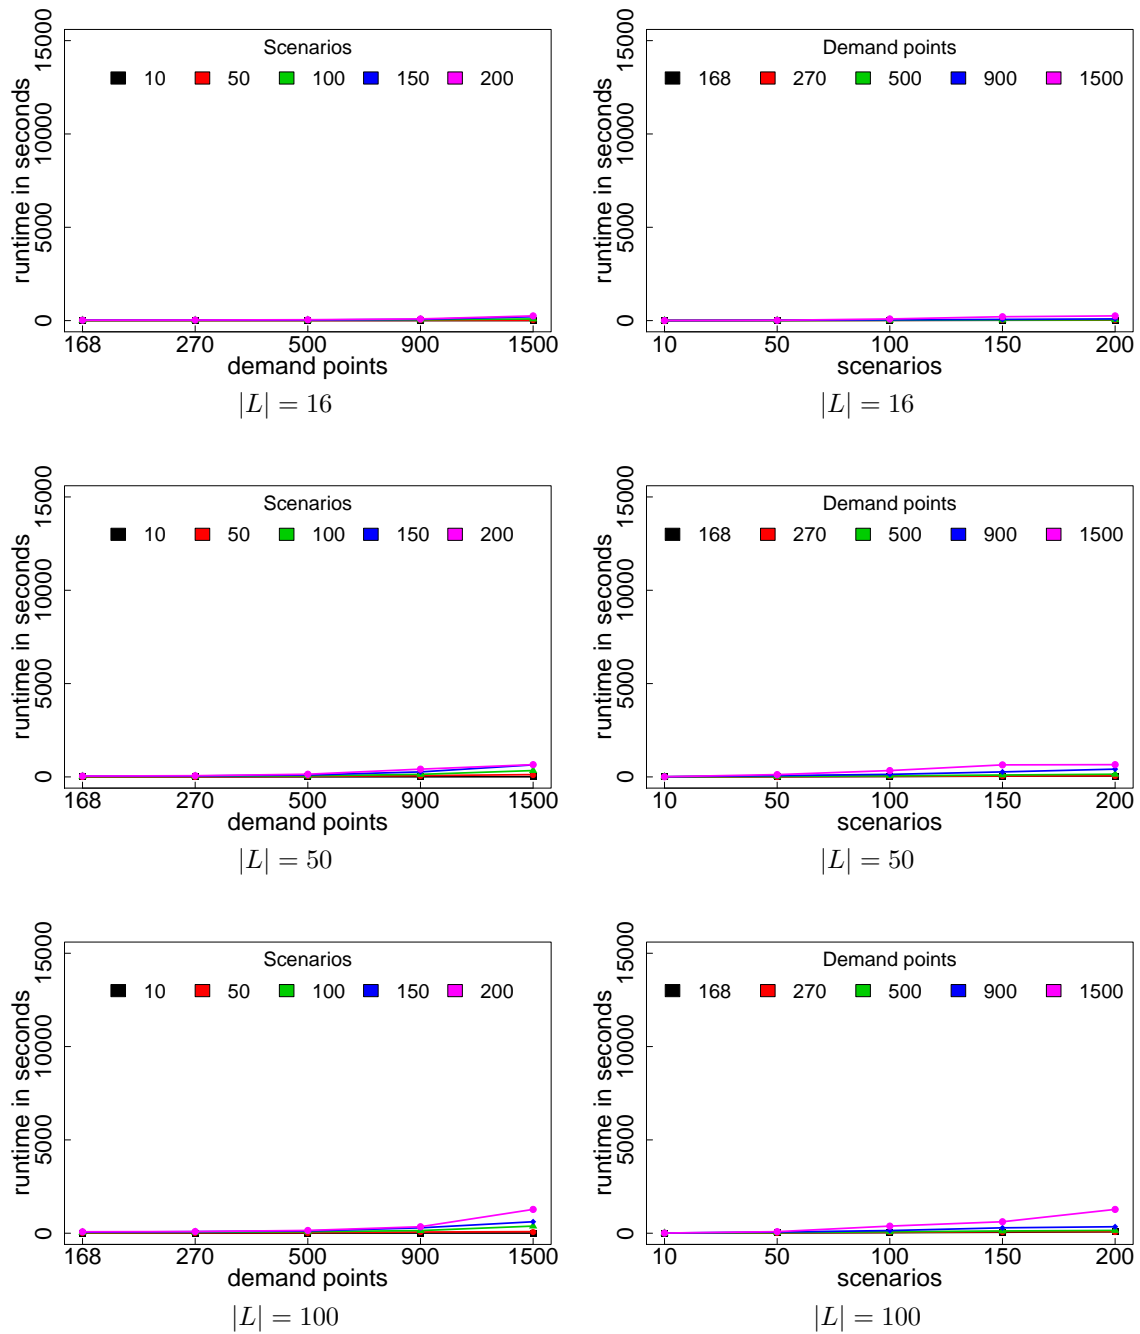 Scenarios
10 50 100 150 200
runtime in seconds
0 5000 10000 15000
168 270 500 900 1500
demand points
|L| = 16
Demand points
168 270 500 900 1500
runtime in seconds
0 5000 10000 15000
10 50 100 150 200
scenarios
|L| = 16
Scenarios
10 50 100 150 200
runtime in seconds
0 5000 10000 15000
168 270 500 900 1500
demand points
|L| = 50
Demand points
168 270 500 900 1500
runtime in seconds
0 5000 10000 15000
10 50 100 150 200
scenarios
|L| = 50
Scenarios
10 50 100 150 200
runtime in seconds
0 5000 10000 15000
168 270 500 900 1500
demand points
|L| = 100
Demand points
168 270 500 900 1500
runtime in seconds
0 5000 10000 15000
10 50 100 150 200
scenarios
|L| = 100